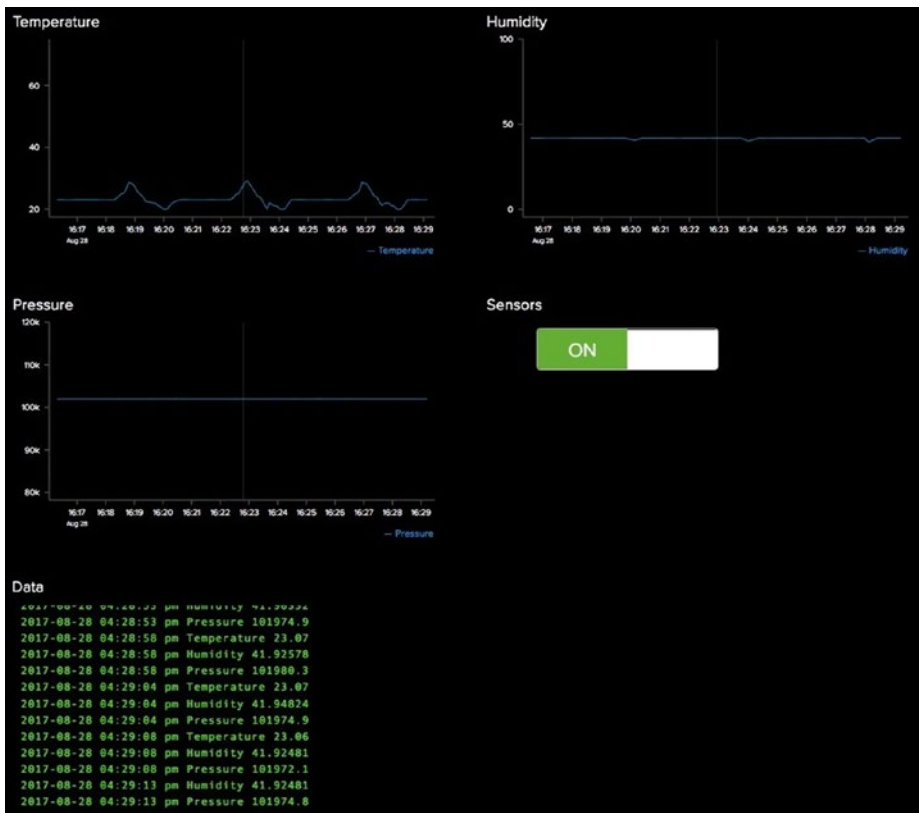 Temperature
60
40
20
16:17 16:18 16:19 16:20 16:21 16:22 16:23 16:24 16:25 16:26 16:27 16:28 16:29
Aug 28
— Temperature
Humidity
100
50
0
16:17 16:18 16:19 16:20 16:21 16:22 16:23 16:24 16:25 16:26 16:27 16:28 16:29
Aug 28
— Humidity
Pressure
120k
110k
100k
90k
80k
16:17 16:18 16:19 16:20 16:21 16:22 16:23 16:24 16:25 16:26 16:27 16:28 16:29
Aug 28
— Pressure
Sensors
ON
Data
2017-08-28 04:28:53 pm Humidity
2017-08-28 04:28:53 pm Pressure 101974.9
2017-08-28 04:28:58 pm Temperature 23.07
2017-08-28 04:28:58 pm Humidity 41.92578
2017-08-28 04:28:58 pm Pressure 101980.3
2017-08-28 04:29:04 pm Temperature 23.07
2017-08-28 04:29:04 pm Humidity 41.94824
2017-08-28 04:29:04 pm Pressure 101974.9
2017-08-28 04:29:08 pm Temperature 23.06
2017-08-28 04:29:08 pm Humidity 41.92481
2017-08-28 04:29:08 pm Pressure 101972.1
2017-08-28 04:29:13 pm Humidity 41.92481
2017-08-28 04:29:13 pm Pressure 101974.8